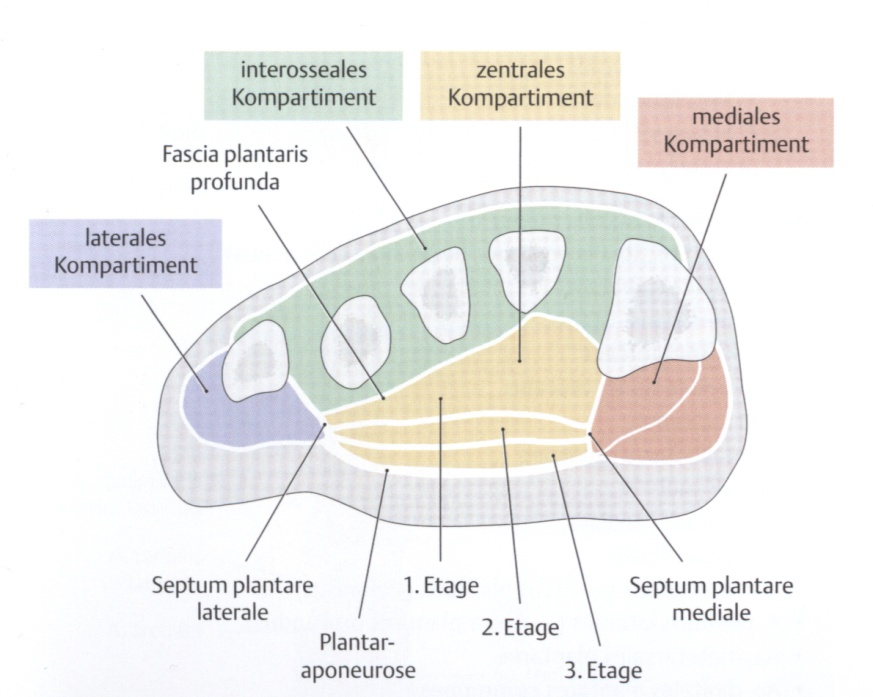 interosseales
Kompartiment
zentrales
Kompartiment
mediales
Kompartiment
Fascia plantaris
profunda
laterales
Kompartiment
Septum plantare
laterale
1. Etage
Septum plantare
mediale
2. Etage
Plantar-
aponeurose
3. Etage